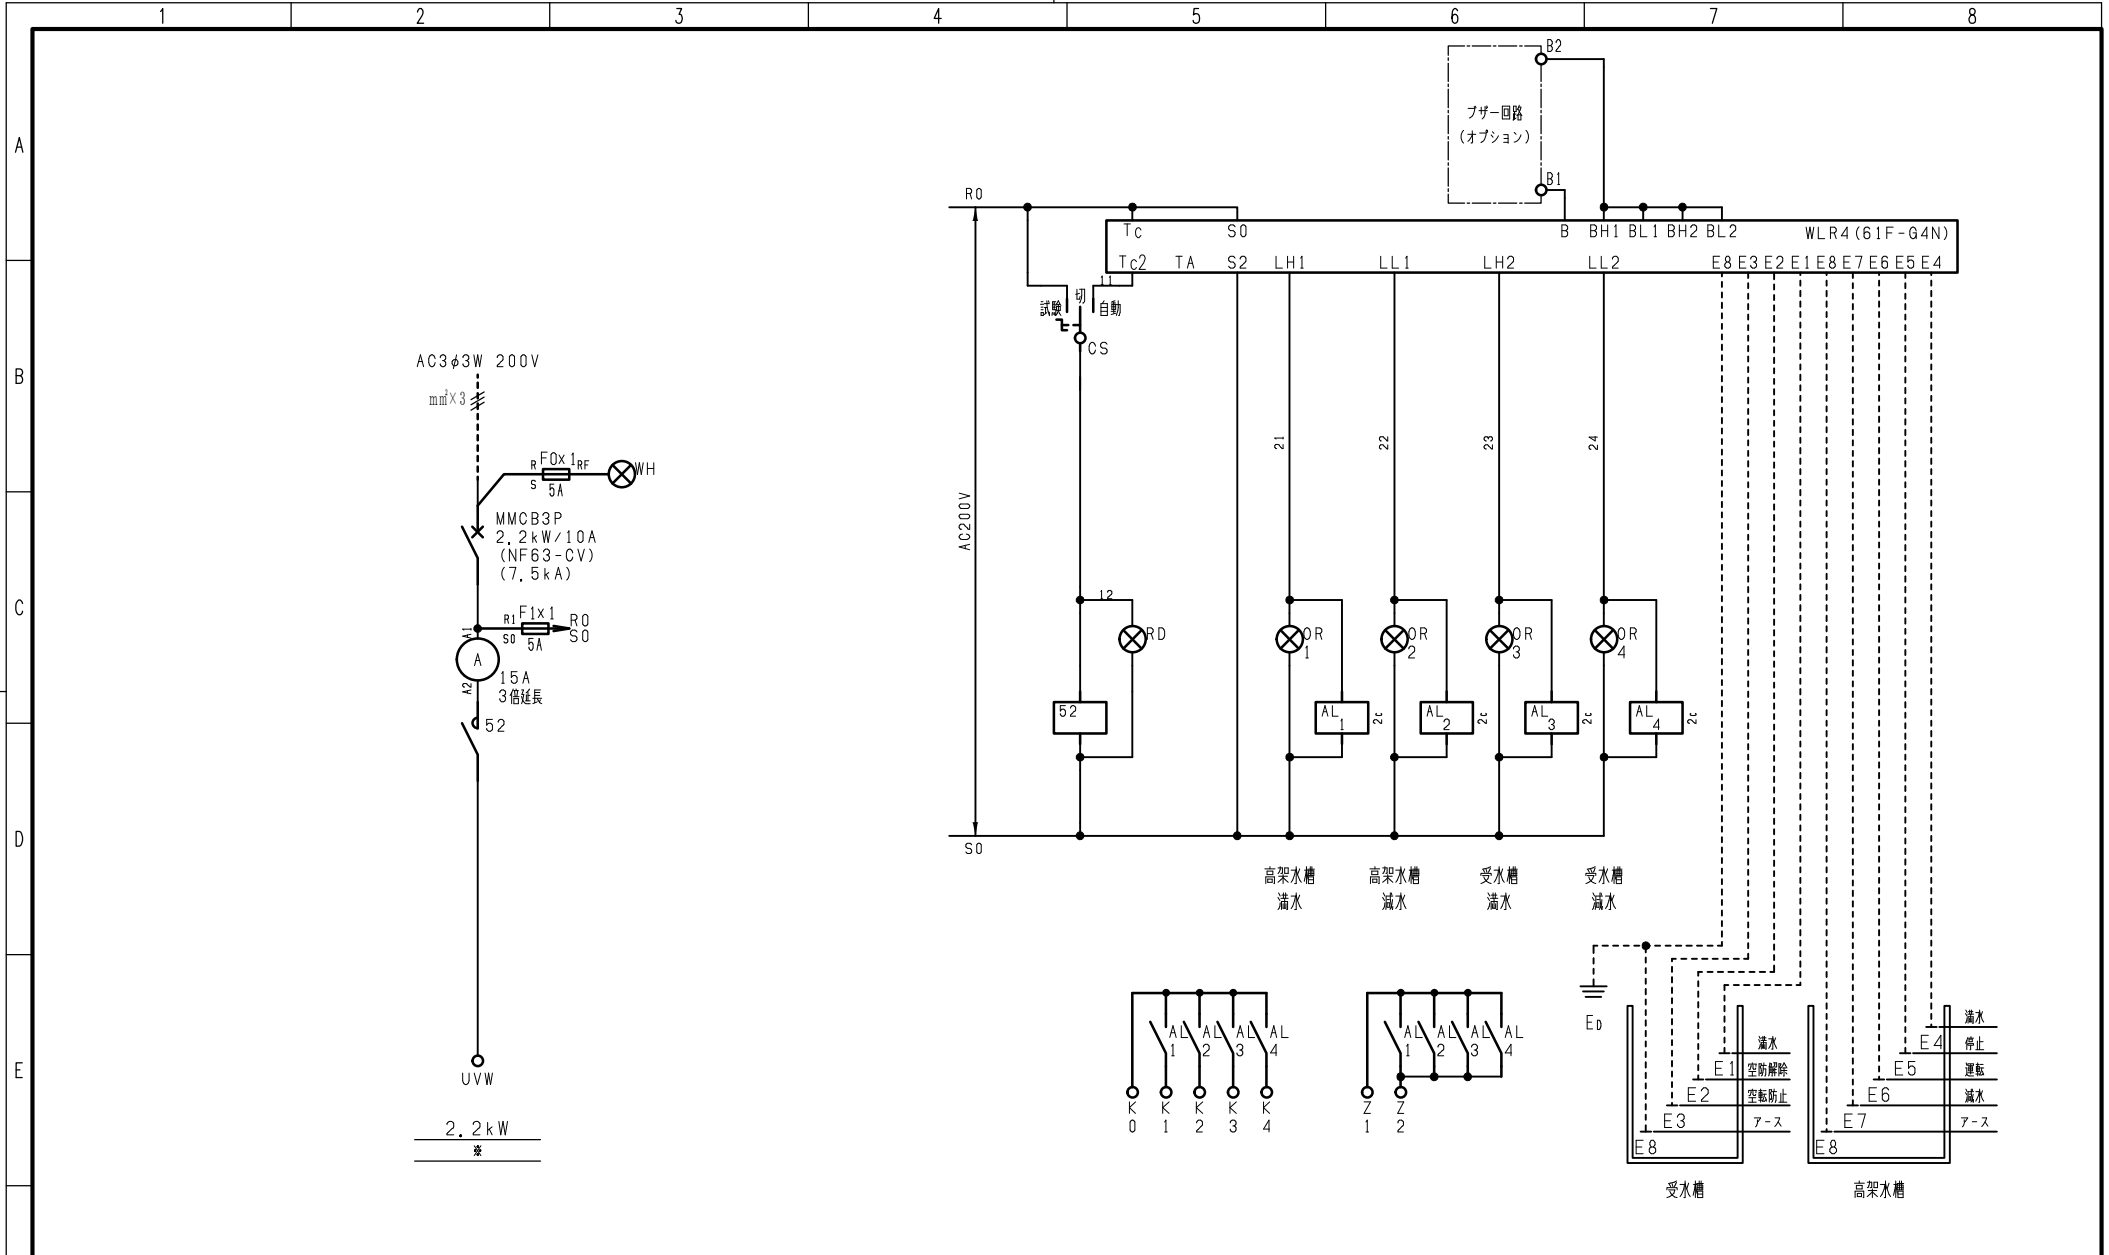 1 2 3 4 5 6 7 8
A
B
C
D
E
B2
ブザー回路
(オプション)
B1
R0
TC S0 B BH1 BL1 BH2 BL2 WLR4(61F-G4N)
TC2 TA S2 LH1 LL1 LH2 LL2 E8 E3 E2 E1 E8 E7 E6 E5 E4
11
試験 切 自動
CS
AC3φ3W 200V
mm²×3
R F0x1 RF WH
S 5A
MMCB3P
2.2kW/10A
(NF63-CV)
(7.5kA)
21 22 23 24
AC200V
A1 R1 F1x1 R0
S0 5A S0
A
A2 15A
3倍延長
52
12
RD
OR 1
OR 2
OR 3
OR 4
52
AL 1 2c
AL 2 2c
AL 3 2c
AL 4 2c
S0
高架水槽 高架水槽 受水槽 受水槽
満水 減水 満水 減水
UVW
2.2kW
※
AL 1 AL 2 AL 3 AL 4
K0 K1 K2 K3 K4
AL 1 AL 2 AL 3 AL 4
Z1 Z2
ED
満水
E1 空防解除
E2 空転防止
E3 アース
E8
受水槽
満水
E4 停止
E5 運転
E6 減水
E7 アース
E8
高架水槽